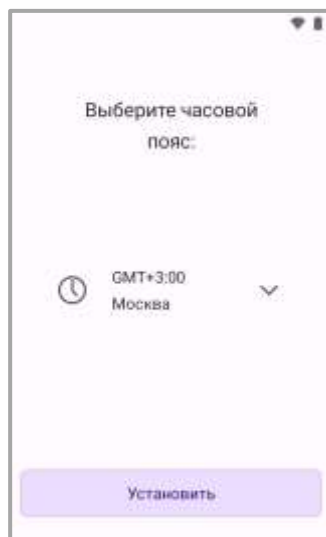 Выберите часовой
пояс:
GMT+3:00
Москва
Установить